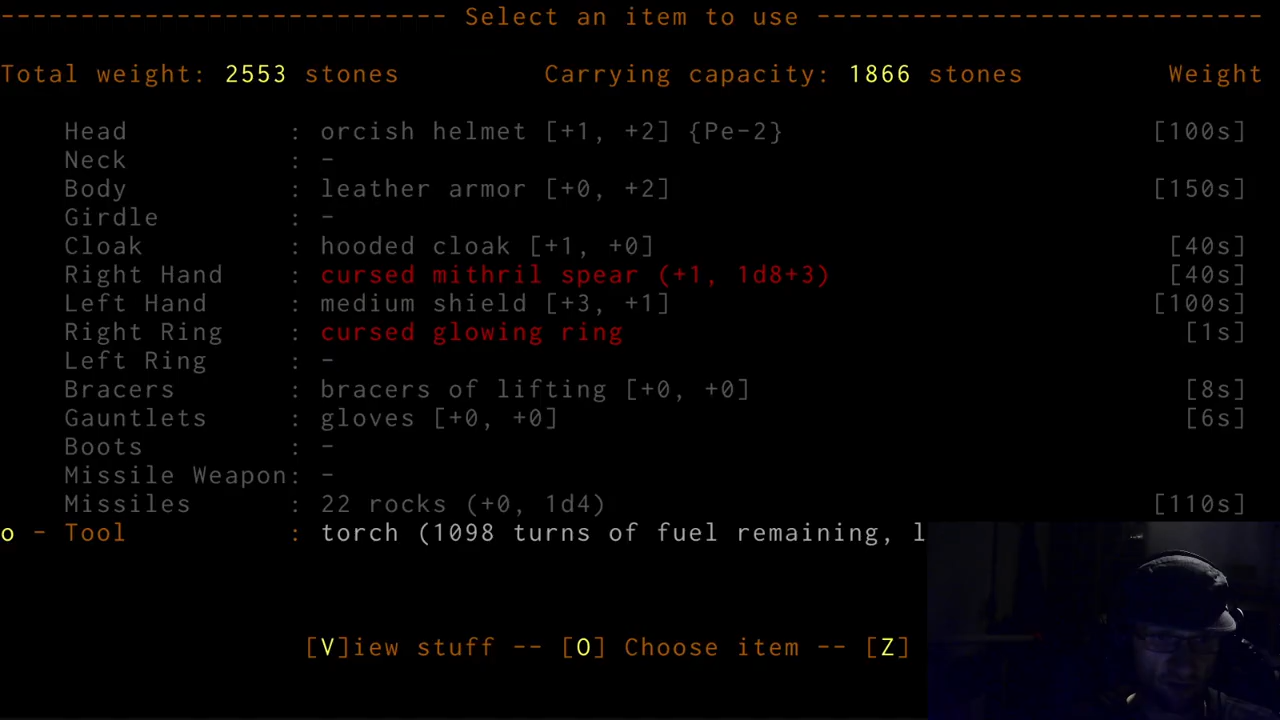 ---------------------------- Select an item to use ----------------------------
Total weight: 2553 stones Carrying capacity: 1866 stones Weight
Head : orcish helmet [+1, +2] {Pe-2} [100s]
Neck : -
Body : leather armor [+0, +2] [150s]
Girdle : -
Cloak : hooded cloak [+1, +0] [40s]
Right Hand : cursed mithril spear (+1, 1d8+3) [40s]
Left Hand : medium shield [+3, +1] [100s]
Right Ring : cursed glowing ring [1s]
Left Ring : -
Bracers : bracers of lifting [+0, +0] [8s]
Gauntlets : gloves [+0, +0] [6s]
Boots : -
Missile Weapon: -
Missiles : 22 rocks (+0, 1d4) [110s]
o - Tool : torch (1098 turns of fuel remaining, l
[V]iew stuff -- [O] Choose item -- [Z]